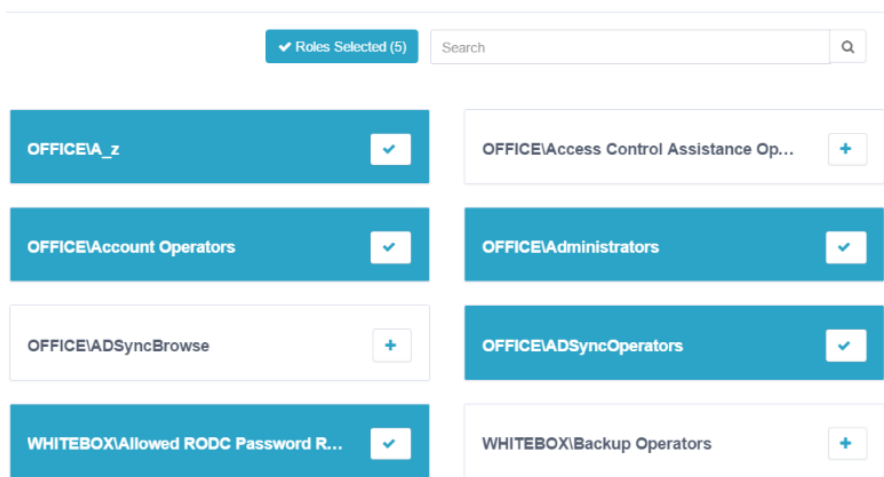 Roles Selected (5)
Search
OFFICE\A_z
OFFICE\Access Control Assistance Op...
OFFICE\Account Operators
OFFICE\Administrators
OFFICE\ADSyncBrowse
OFFICE\ADSyncOperators
WHITEBOX\Allowed RODC Password R...
WHITEBOX\Backup Operators